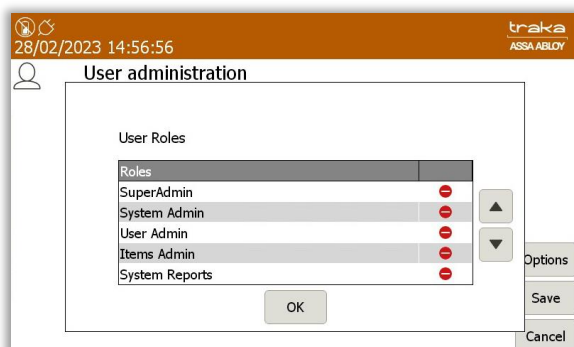 traka
28/02/2023 14:56:56
ASSA ABLOY
User administration
User Roles
Roles
SuperAdmin
System Admin
User Admin
Items Admin
System Reports
Options
OK
Save
Cancel